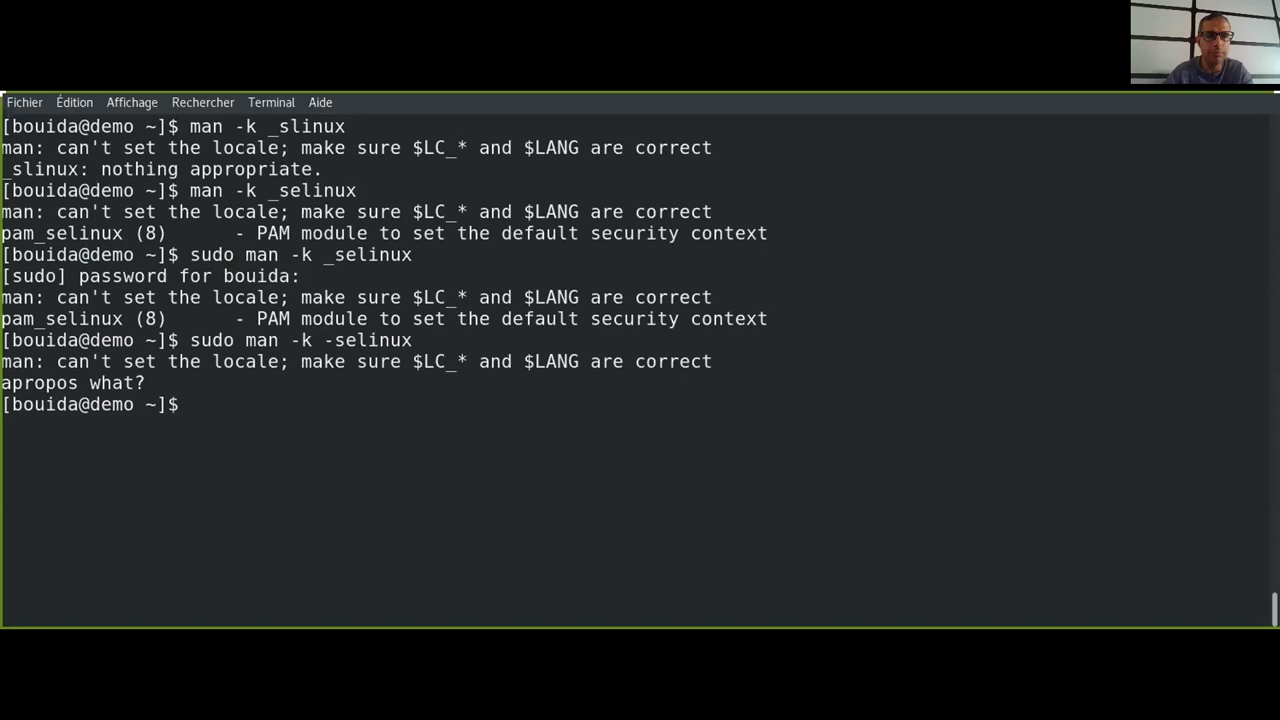 Fichier Édition Affichage Rechercher Terminal Aide
[bouida@demo ~]$ man -k _slinux
man: can't set the locale; make sure $LC_* and $LANG are correct
_slinux: nothing appropriate.
[bouida@demo ~]$ man -k _selinux
man: can't set the locale; make sure $LC_* and $LANG are correct
pam_selinux (8)      - PAM module to set the default security context
[bouida@demo ~]$ sudo man -k _selinux
[sudo] password for bouida:
man: can't set the locale; make sure $LC_* and $LANG are correct
pam_selinux (8)      - PAM module to set the default security context
[bouida@demo ~]$ sudo man -k -selinux
man: can't set the locale; make sure $LC_* and $LANG are correct
apropos what?
[bouida@demo ~]$